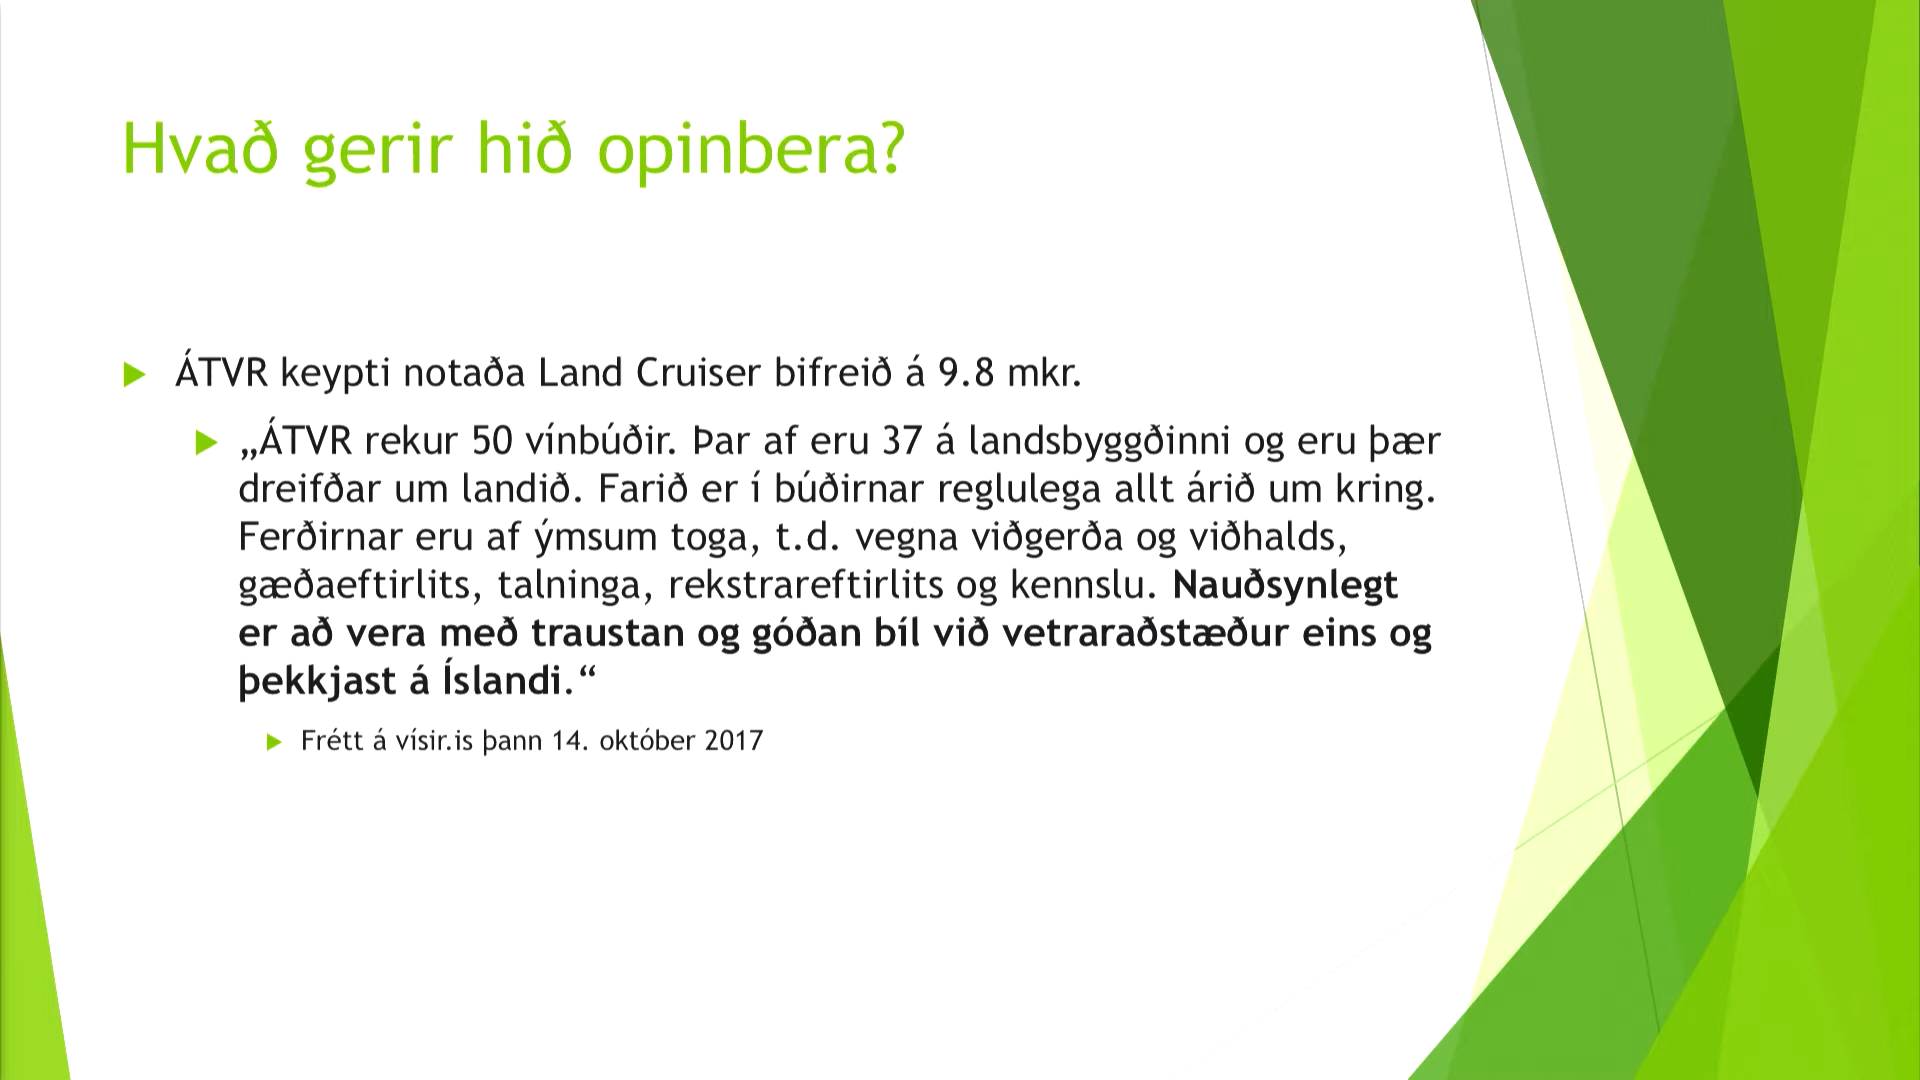 Hvað gerir hið opinbera?
ÁTVR keypti notaða Land Cruiser bifreið á 9.8 mkr.
„ÁTVR rekur 50 vínbúðir. Þar af eru 37 á landsbyggðinni og eru þær
dreifðar um landið. Farið er í búðirnar reglulega allt árið um kring.
Ferðirnar eru af ýmsum toga, t.d. vegna viðgerða og viðhalds,
gæðaeftirlits, talninga, rekstrareftirlits og kennslu. Nauðsynlegt
er að vera með traustan og góðan bíl við vetraraðstæður eins og
þekkjast á Íslandi.“
Frétt á vísir.is þann 14. október 2017